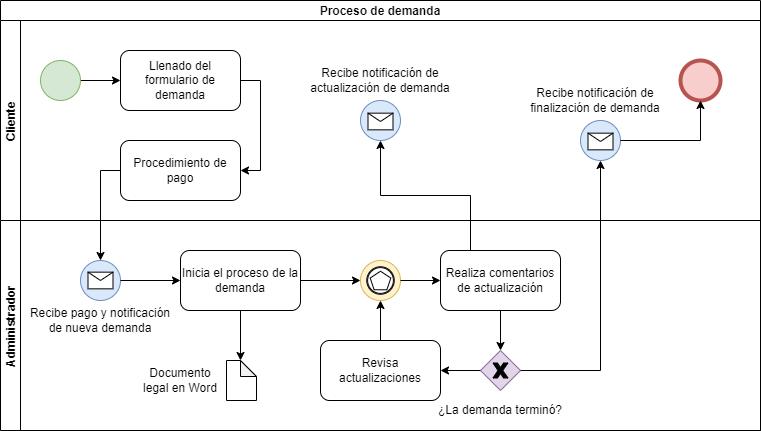 Proceso de demanda
Cliente
Llenado del
formulario de
demanda
Procedimiento de
pago
Recibe notificación de
actualización de demanda
Recibe notificación de
finalización de demanda
Administrador
Recibe pago y notificación
de nueva demanda
Inicia el proceso de la
demanda
Documento
legal en Word
Realiza comentarios
de actualización
Revisa
actualizaciones
¿La demanda terminó?